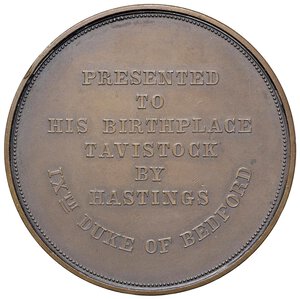 PRESENTED
TO
HIS BIRTHPLACE
TAVISTOCK
BY
HASTINGS
IXTH DUKE OF BEDFORD